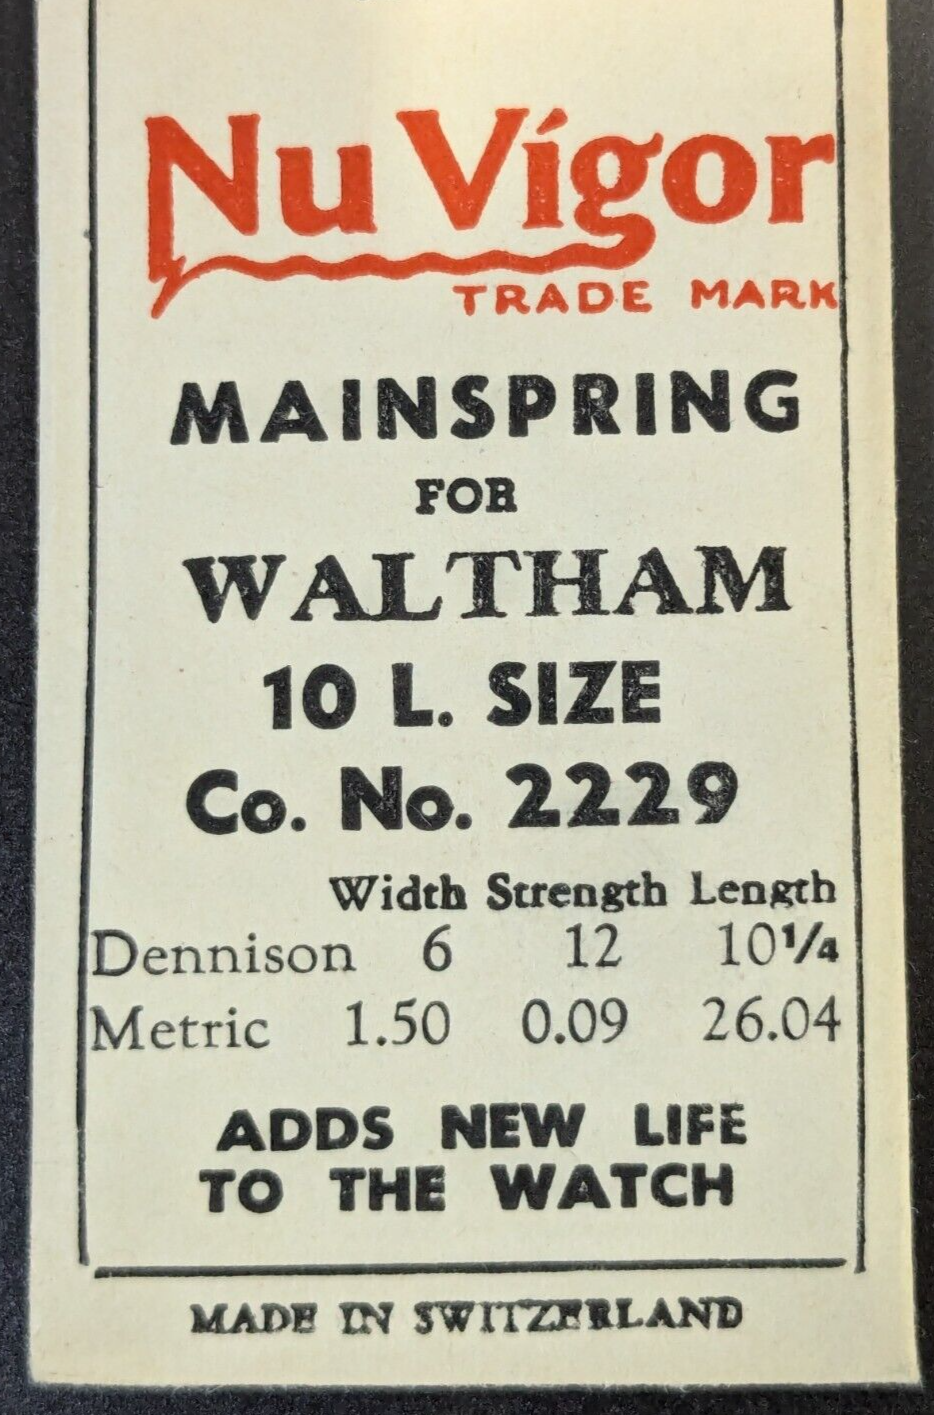 Nu Vígor
TRADE MARK
MAINSPRING
FOR
WALTHAM
10 L. SIZE
Co. No. 2229
Width Strength Length
Dennison 6 12 10¼
Metric 1.50 0.09 26.04
ADDS NEW LIFE
TO THE WATCH
MADE IN SWITZERLAND